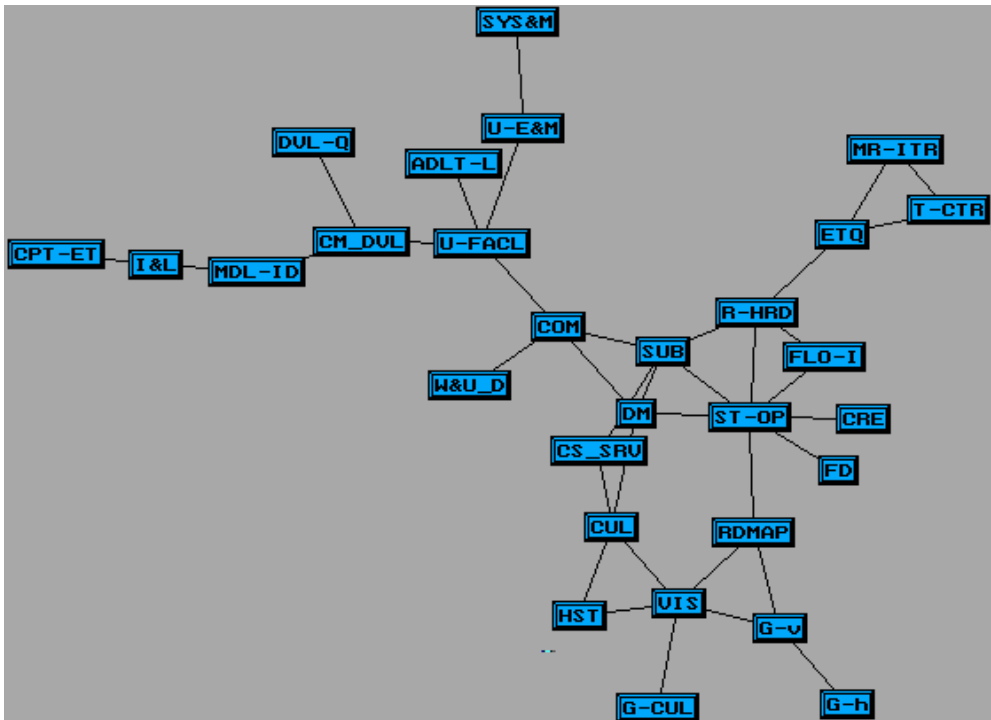 SYS&M
U-E&M
DVL-Q
ADLT-L
MR-ITR
T-CTR
ETQ
CM_DVL
U-FACL
CPT-ET
I&L
MDL-ID
R-HRD
COM
SUB
FLO-I
W&U_D
DM
ST-OP
CRE
CS_SRV
FD
CUL
RDMAP
VIS
HST
G-v
G-CUL
G-h